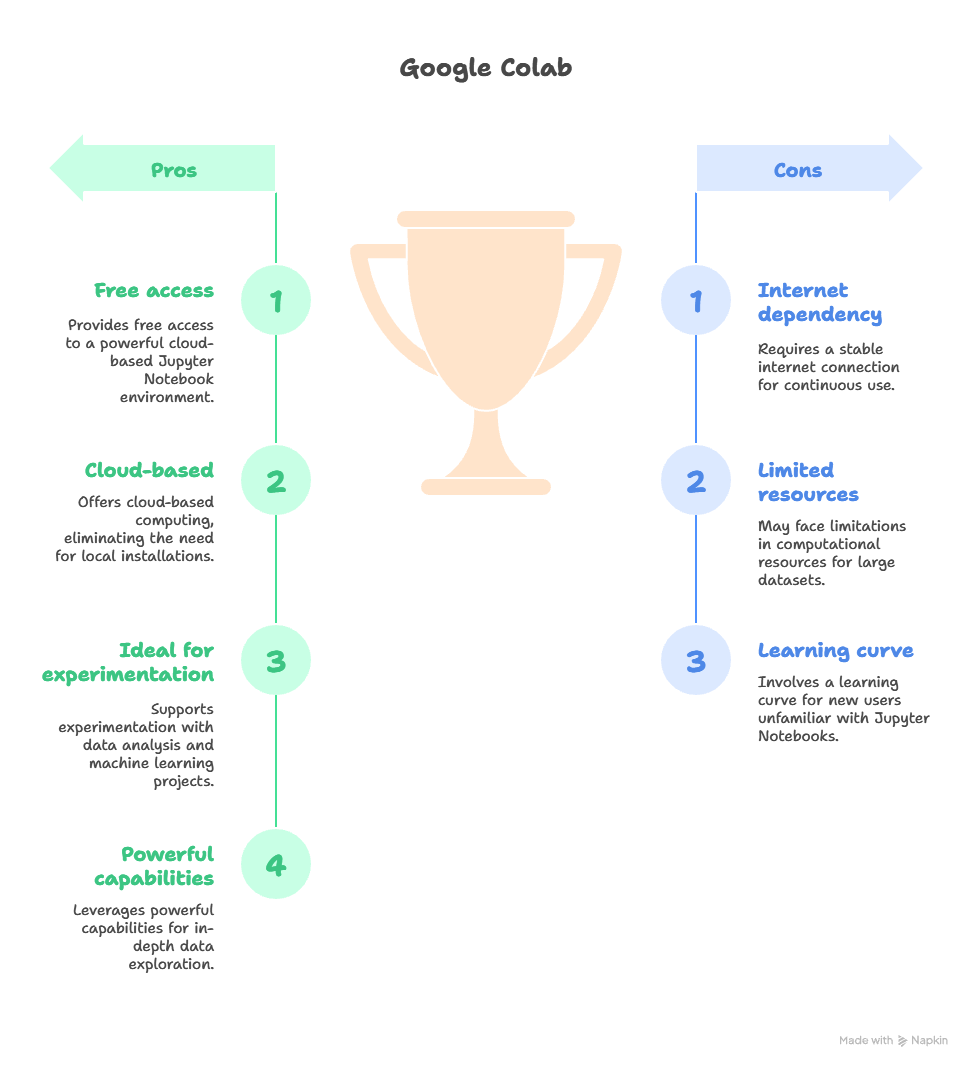 Google Colab
Pros
1
Free access
Provides free access
to a powerful cloud-
based Jupyter
Notebook
environment.
2
Cloud-based
Offers cloud-based
computing,
eliminating the need
for local installations.
3
Ideal for
experimentation
Supports
experimentation with
data analysis and
machine learning
projects.
4
Powerful
capabilities
Leverages powerful
capabilities for in-
depth data
exploration.
Cons
1
Internet
dependency
Requires a stable
internet connection
for continuous use.
2
Limited
resources
May face limitations
in computational
resources for large
datasets.
3
Learning curve
Involves a learning
curve for new users
unfamiliar with Jupyter
Notebooks.
Made with Napkin